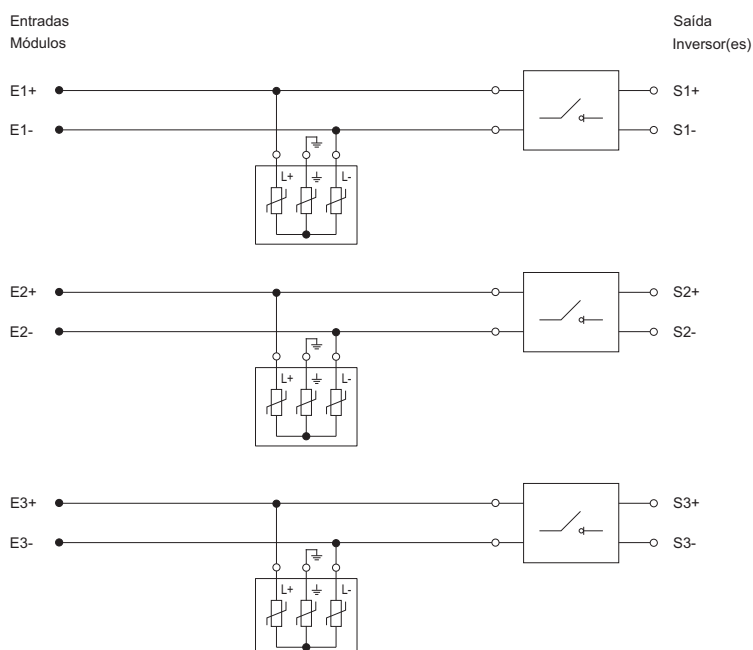 Entradas
Módulos
Saída
Inversor(es)
E1+
S1+
E1-
S1-
L+
L-
E2+
S2+
E2-
S2-
L+
L-
E3+
S3+
E3-
S3-
L+
L-